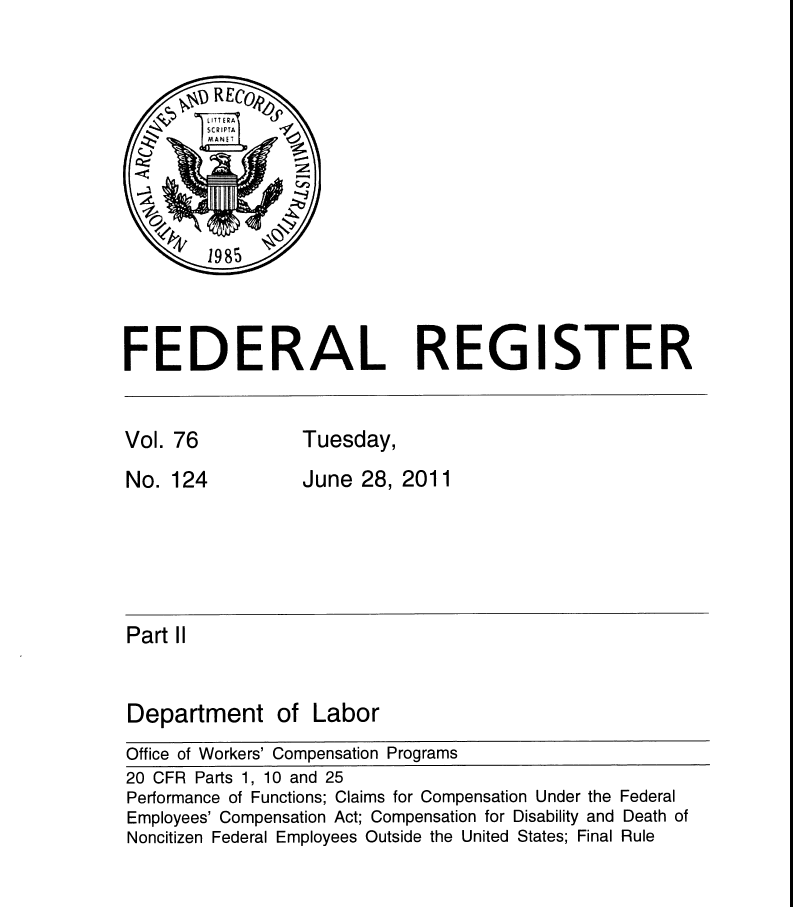 NATIONAL ARCHIVES AND RECORDS ADMINISTRATION
LITTERA
SCRIPTA
MANET
1985
FEDERAL REGISTER
Vol. 76
Tuesday,
No. 124
June 28, 2011
Part II
Department of Labor
Office of Workers' Compensation Programs
20 CFR Parts 1, 10 and 25
Performance of Functions; Claims for Compensation Under the Federal
Employees' Compensation Act; Compensation for Disability and Death of
Noncitizen Federal Employees Outside the United States; Final Rule